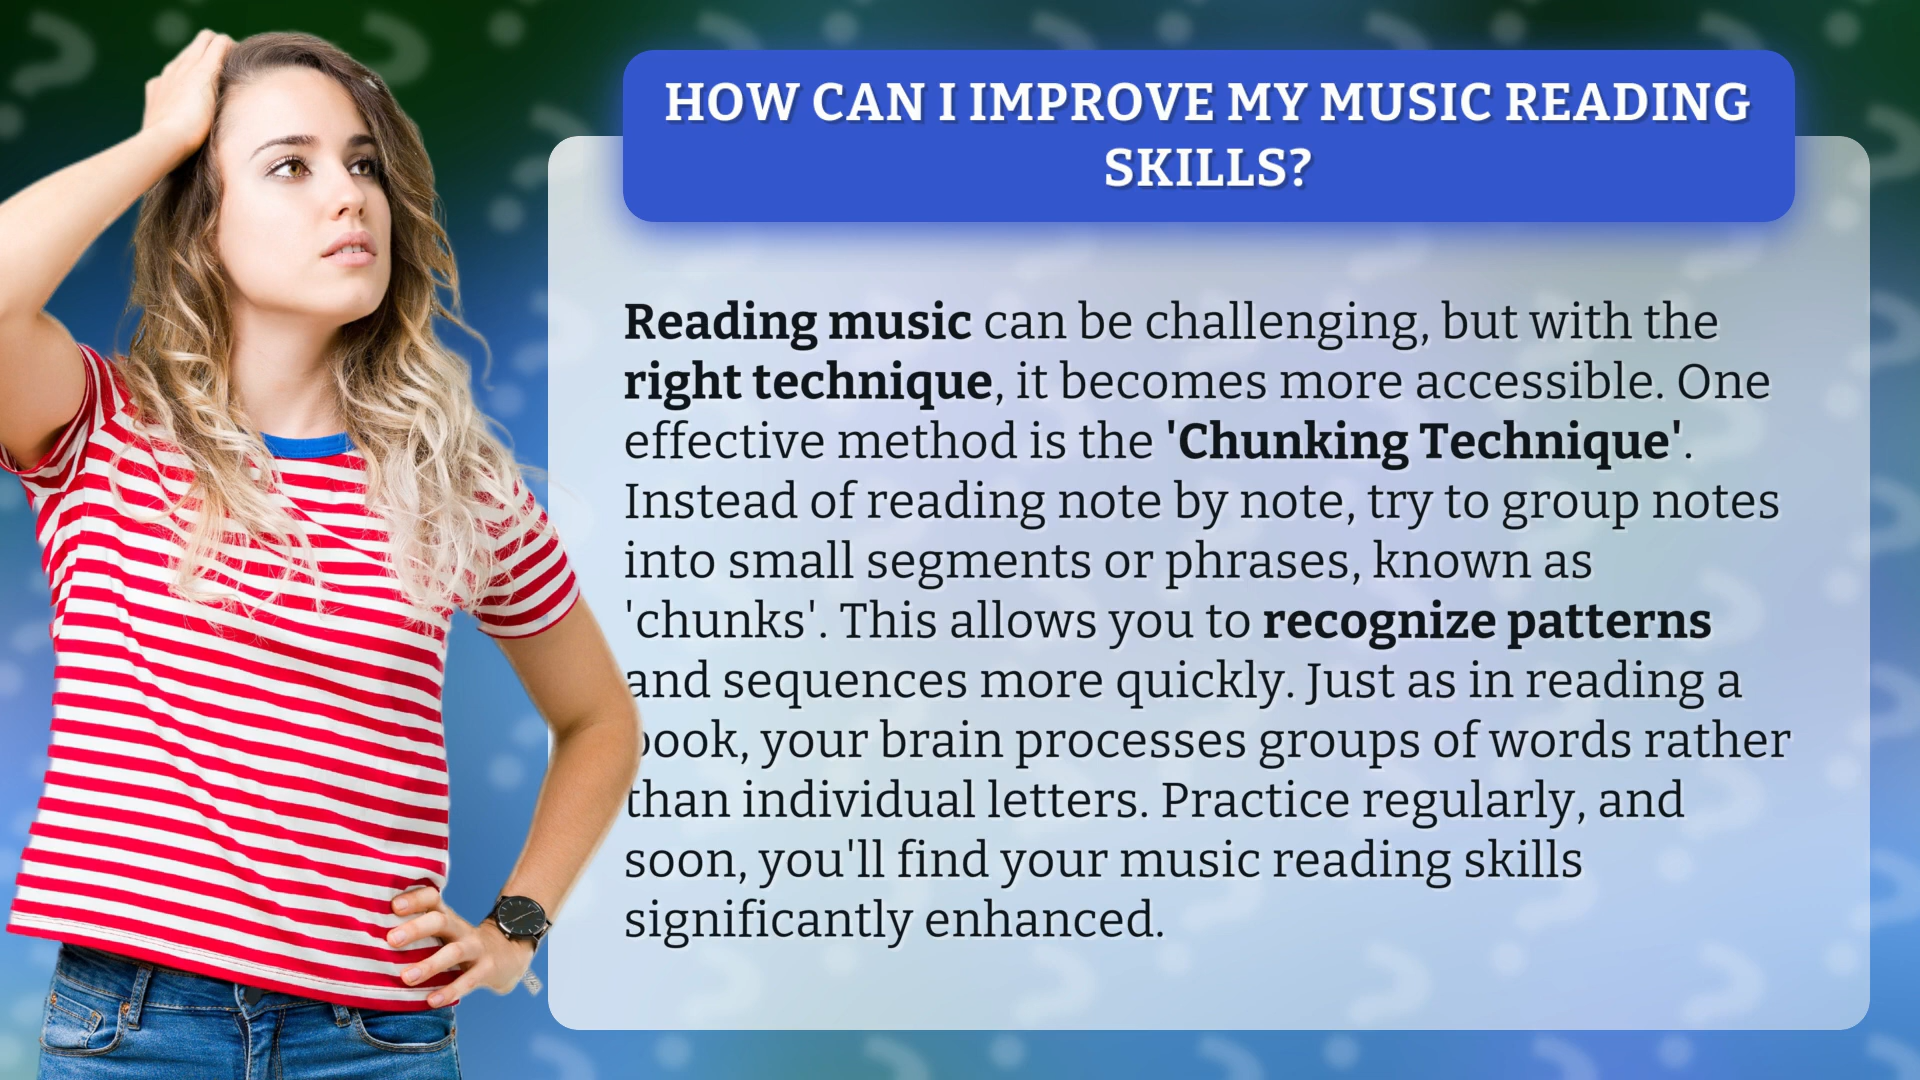 HOW CAN I IMPROVE MY MUSIC READING
SKILLS?
Reading music can be challenging, but with the
right technique, it becomes more accessible. One
effective method is the 'Chunking Technique'.
Instead of reading note by note, try to group notes
into small segments or phrases, known as
'chunks'. This allows you to recognize patterns
and sequences more quickly. Just as in reading a
book, your brain processes groups of words rather
than individual letters. Practice regularly, and
soon, you'll find your music reading skills
significantly enhanced.